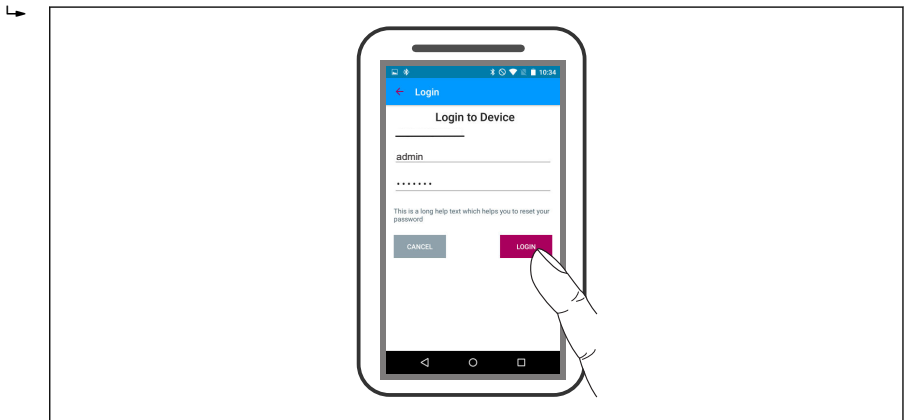 10:34
Login
Login to Device
admin
•••••••
This is a long help text which helps you to reset your
password
CANCEL
LOGIN